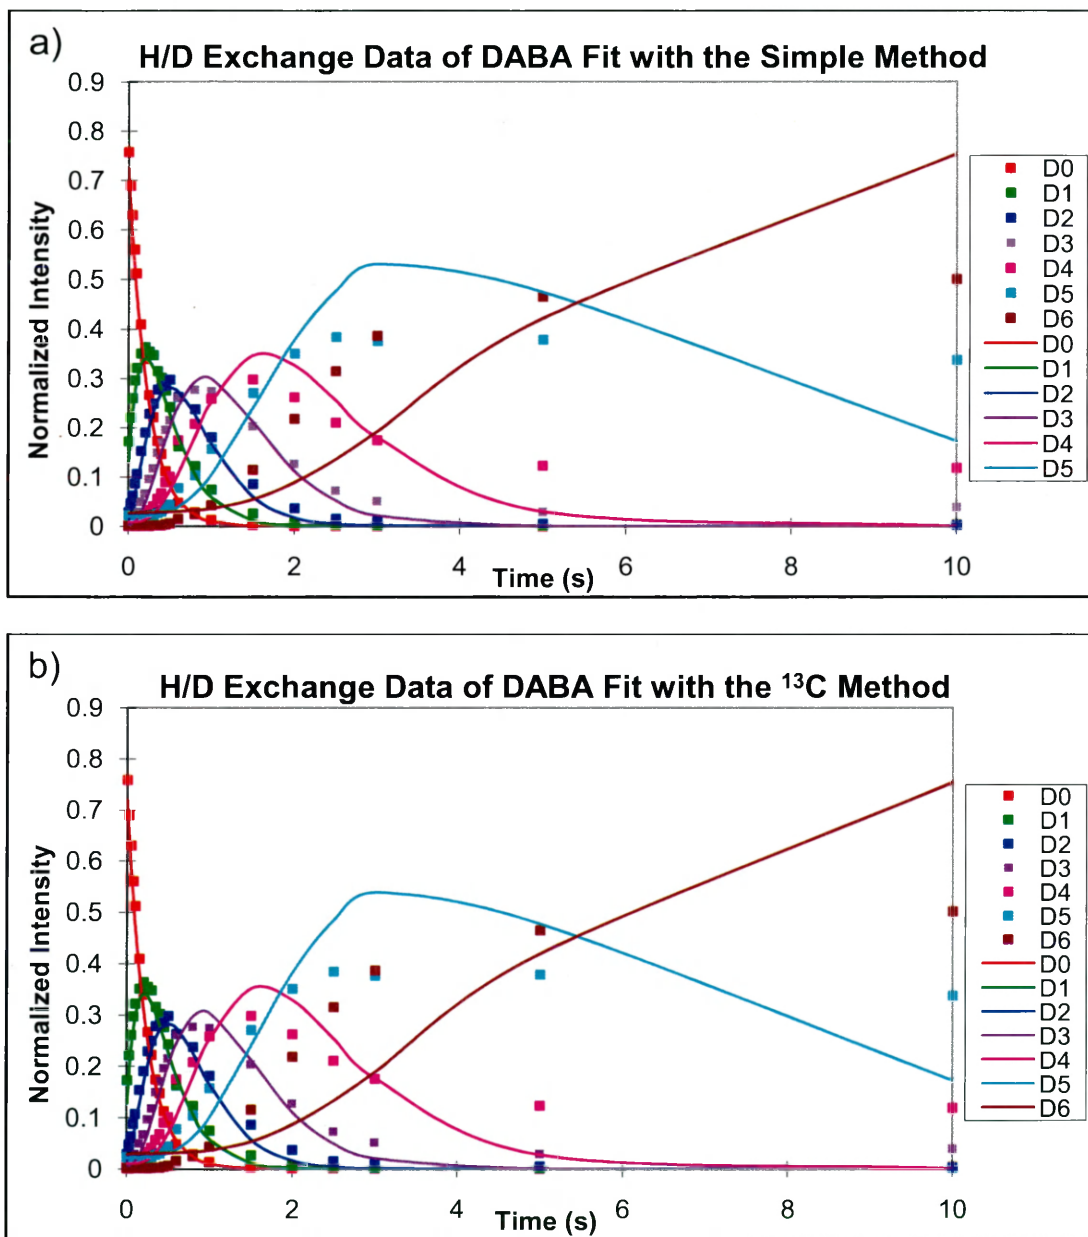 a)
H/D Exchange Data of DABA Fit with the Simple Method
Normalized Intensity
0.9
0.8
0.7
0.6
0.5
0.4
0.3
0.2
0.1
0
0 2 4 6 8 10
Time (s)
D0
D1
D2
D3
D4
D5
D6
D0
D1
D2
D3
D4
D5
b)
H/D Exchange Data of DABA Fit with the ¹³C Method
Normalized Intensity
0.9
0.8
0.7
0.6
0.5
0.4
0.3
0.2
0.1
0
0 2 4 6 8 10
Time (s)
D0
D1
D2
D3
D4
D5
D6
D0
D1
D2
D3
D4
D5
D6